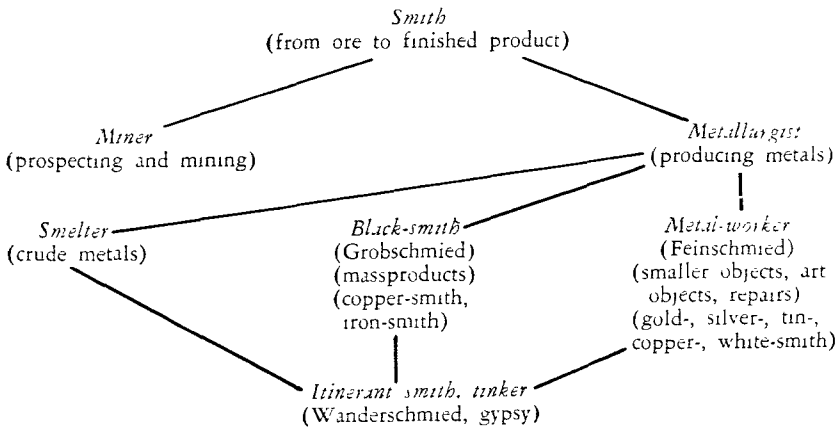 Smith
(from ore to finished product)
Miner
(prospecting and mining)
Metallurgist
(producing metals)
Smelter
(crude metals)
Black-smith
(Grobschmied)
(massproducts)
(copper-smith,
iron-smith)
Metal-worker
(Feinschmied)
(smaller objects, art
objects, repairs)
(gold-, silver-, tin-,
copper-, white-smith)
Itinerant smith, tinker
(Wanderschmied, gypsy)